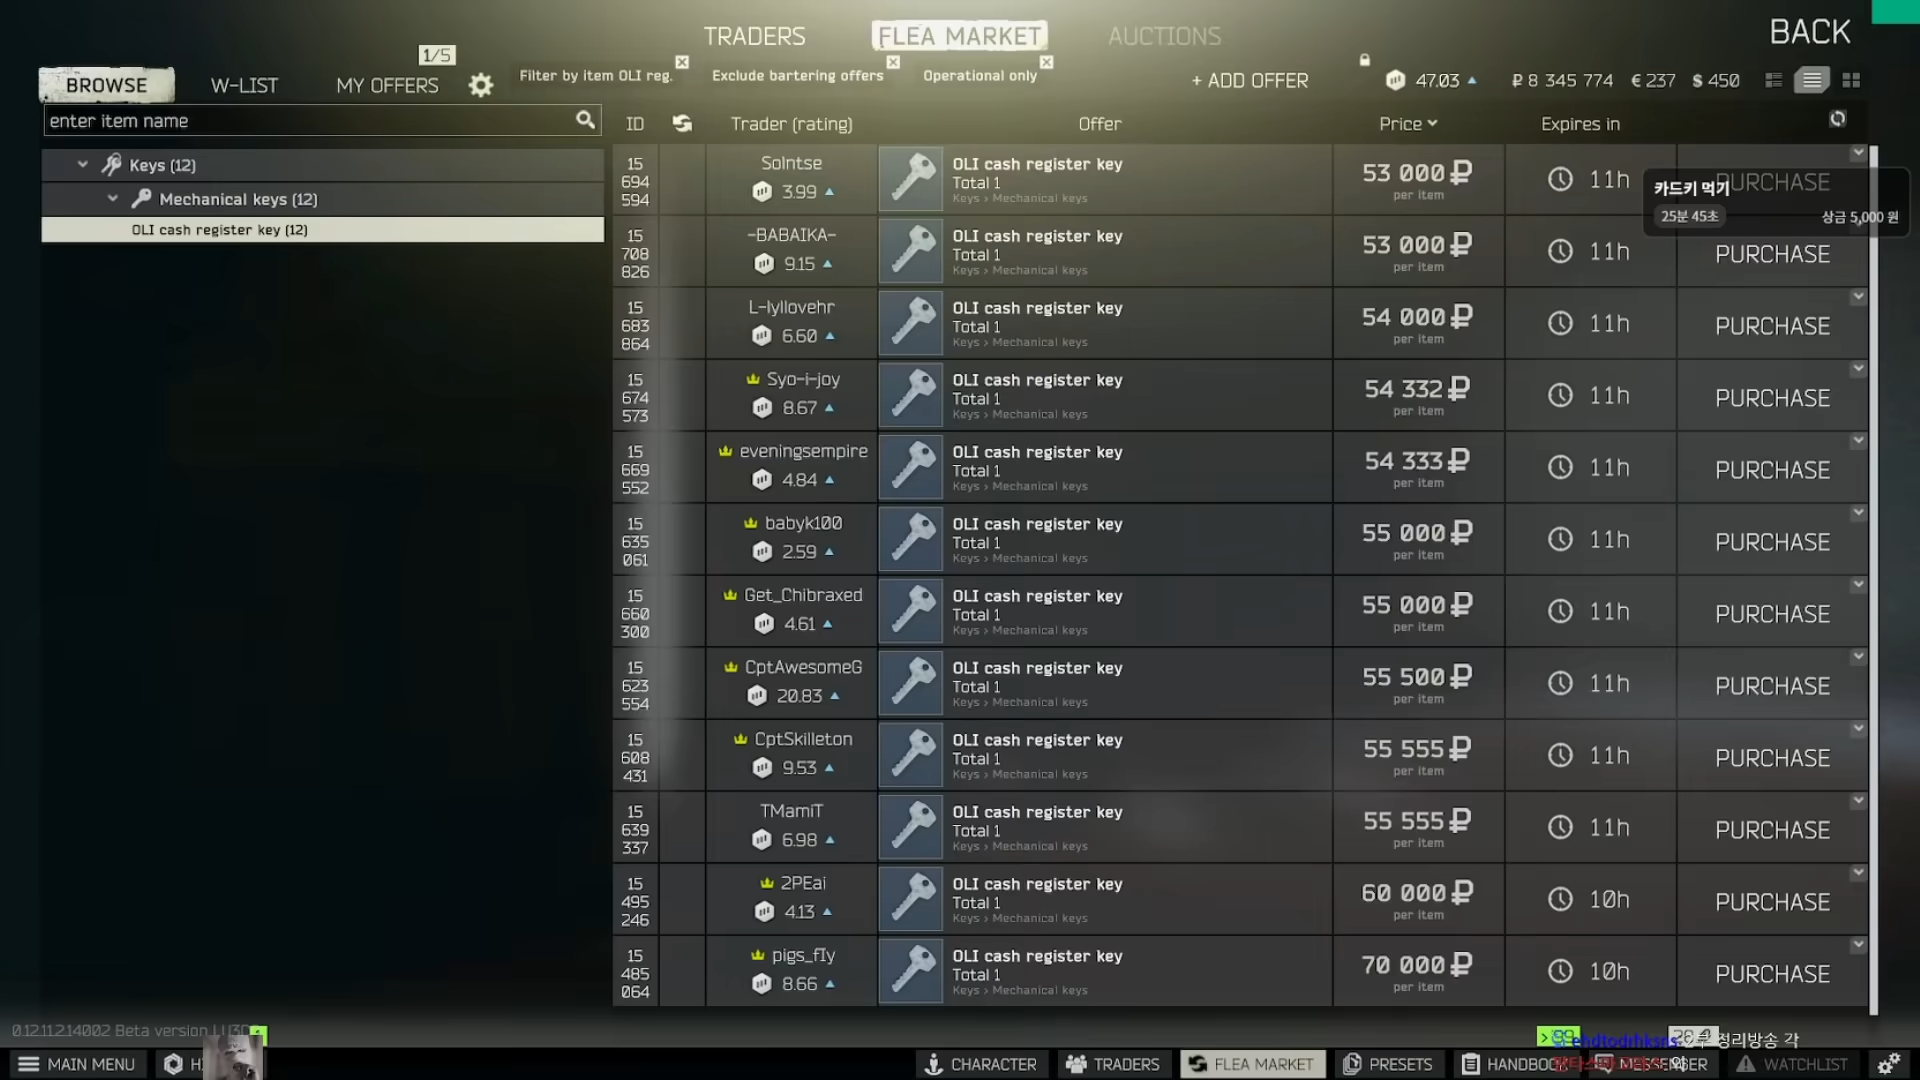 TRADERS
FLEA MARKET
AUCTIONS
BACK
1/5
BROWSE
W-LIST
MY OFFERS
Filter by item OLI reg.
Exclude bartering offers
Operational only
+ ADD OFFER
47.03
₽ 8 345 774
€ 237
$ 450
enter item name
ID
Trader (rating)
Offer
Price
Expires in
Keys (12)
Mechanical keys (12)
OLI cash register key (12)
카드키 먹기
25분 45초
상금 5,000 원
15 694 594
Solntse
3.99
OLI cash register key
Total 1
Keys › Mechanical keys
53 000 ₽
per item
11h
PURCHASE
15 708 826
-BABAIKA-
9.15
OLI cash register key
Total 1
Keys › Mechanical keys
53 000 ₽
per item
11h
PURCHASE
15 683 864
L-lyllovehr
6.60
OLI cash register key
Total 1
Keys › Mechanical keys
54 000 ₽
per item
11h
PURCHASE
15 674 573
Syo-i-joy
8.67
OLI cash register key
Total 1
Keys › Mechanical keys
54 332 ₽
per item
11h
PURCHASE
15 669 552
eveningsempire
4.84
OLI cash register key
Total 1
Keys › Mechanical keys
54 333 ₽
per item
11h
PURCHASE
15 635 061
babyk100
2.59
OLI cash register key
Total 1
Keys › Mechanical keys
55 000 ₽
per item
11h
PURCHASE
15 660 300
Get_Chibraxed
4.61
OLI cash register key
Total 1
Keys › Mechanical keys
55 000 ₽
per item
11h
PURCHASE
15 623 554
CptAwesomeG
20.83
OLI cash register key
Total 1
Keys › Mechanical keys
55 500 ₽
per item
11h
PURCHASE
15 608 431
CptSkilleton
9.53
OLI cash register key
Total 1
Keys › Mechanical keys
55 555 ₽
per item
11h
PURCHASE
15 639 337
TMamiT
6.98
OLI cash register key
Total 1
Keys › Mechanical keys
55 555 ₽
per item
11h
PURCHASE
15 495 246
2PEai
4.13
OLI cash register key
Total 1
Keys › Mechanical keys
60 000 ₽
per item
10h
PURCHASE
15 485 064
pigs_fly
8.66
OLI cash register key
Total 1
Keys › Mechanical keys
70 000 ₽
per item
10h
PURCHASE
0.12.11.2.14002 Beta version
정리방송 각
MAIN MENU
CHARACTER
TRADERS
FLEA MARKET
PRESETS
WATCHLIST